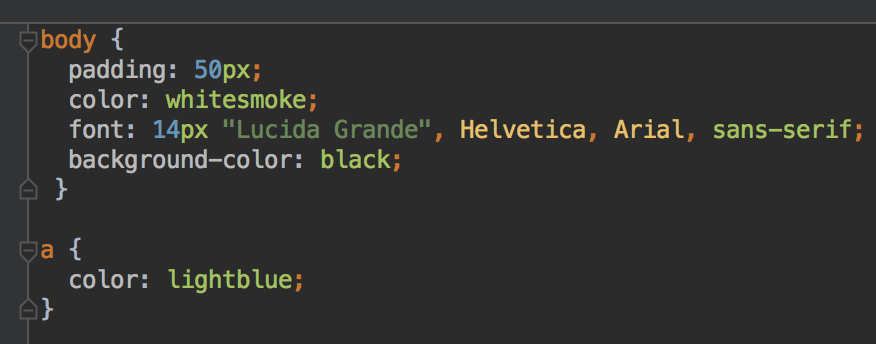 body {
  padding: 50px;
  color: whitesmoke;
  font: 14px "Lucida Grande", Helvetica, Arial, sans-serif;
  background-color: black;
 }

a {
  color: lightblue;
}